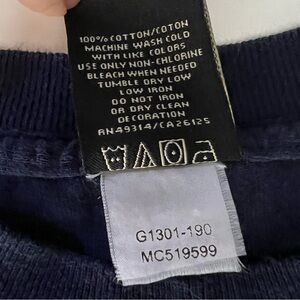 100% COTTON/COTON
MACHINE WASH COLD
WITH LIKE COLORS
USE ONLY NON-CHLORINE
BLEACH WHEN NEEDED
TUMBLE DRY LOW
LOW IRON
DO NOT IRON
OR DRY CLEAN
DECORATION
RN49314/CA26125
G1301-190
MC519599